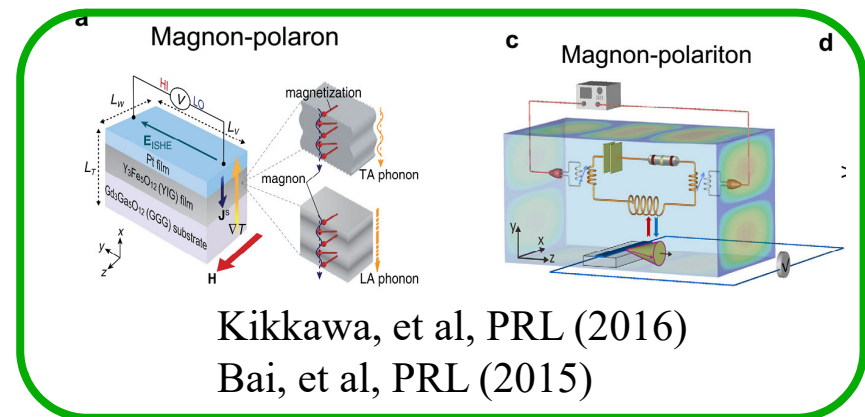 a
Magnon-polaron
HI
V
LO
L_W
L_V
E_ISHE
L_T
Pt film
Y₃Fe₅O₁₂ (YIG) film
Gd₃Ga₅O₁₂ (GGG) substrate
J^S
∇T
x
y
z
H
magnetization
magnon
TA phonon
LA phonon
c
Magnon-polariton
d
y
x
z
V
Kikkawa, et al, PRL (2016)
Bai, et al, PRL (2015)